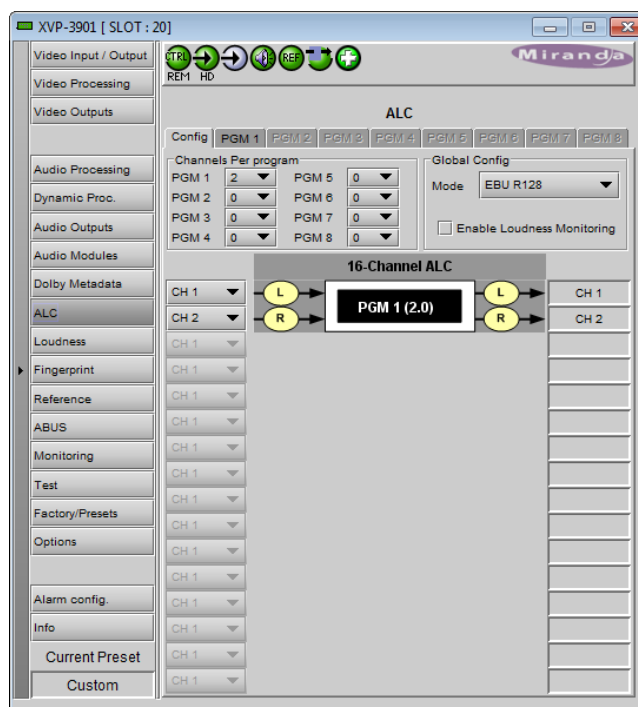 XVP-3901 [ SLOT : 20]
Video Input / Output
Video Processing
Video Outputs
Audio Processing
Dynamic Proc.
Audio Outputs
Audio Modules
Dolby Metadata
ALC
Loudness
Fingerprint
Reference
ABUS
Monitoring
Test
Factory/Presets
Options
Alarm config.
Info
Current Preset
Custom
CTRL REF
REM HD
Miranda
ALC
Config PGM 1 PGM 2 PGM 3 PGM 4 PGM 5 PGM 6 PGM 7 PGM 8
Channels Per program
PGM 1 2 PGM 5 0
PGM 2 0 PGM 6 0
PGM 3 0 PGM 7 0
PGM 4 0 PGM 8 0
Global Config
Mode EBU R128
Enable Loudness Monitoring
16-Channel ALC
CH 1 L PGM 1 (2.0) L CH 1
CH 2 R R CH 2
CH 1
CH 1
CH 1
CH 1
CH 1
CH 1
CH 1
CH 1
CH 1
CH 1
CH 1
CH 1
CH 1
CH 1